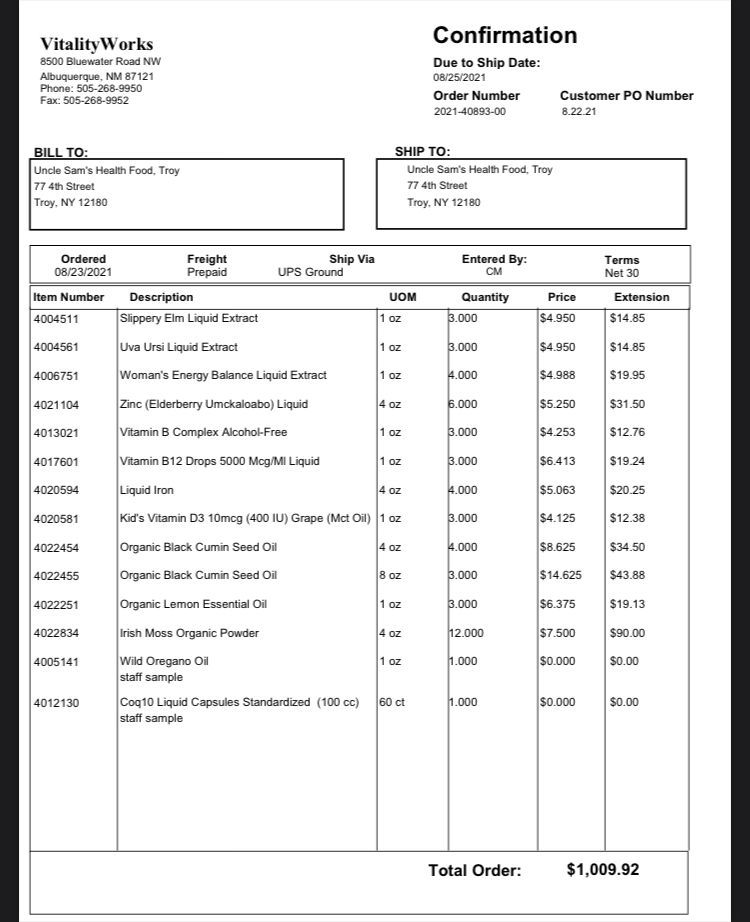 VitalityWorks
8500 Bluewater Road NW
Albuquerque, NM 87121
Phone: 505-268-9950
Fax: 505-268-9952
Confirmation
Due to Ship Date:
08/25/2021
Order Number Customer PO Number
2021-40893-00 8.22.21
BILL TO:
Uncle Sam's Health Food, Troy
77 4th Street
Troy, NY 12180
SHIP TO:
Uncle Sam's Health Food, Troy
77 4th Street
Troy, NY 12180
Ordered Freight Ship Via Entered By: Terms
08/23/2021 Prepaid UPS Ground CM Net 30
Item Number Description UOM Quantity Price Extension
4004511 Slippery Elm Liquid Extract 1 oz 3.000 $4.950 $14.85
4004561 Uva Ursi Liquid Extract 1 oz 3.000 $4.950 $14.85
4006751 Woman's Energy Balance Liquid Extract 1 oz 4.000 $4.988 $19.95
4021104 Zinc (Elderberry Umckaloabo) Liquid 4 oz 6.000 $5.250 $31.50
4013021 Vitamin B Complex Alcohol-Free 1 oz 3.000 $4.253 $12.76
4017601 Vitamin B12 Drops 5000 Mcg/Ml Liquid 1 oz 3.000 $6.413 $19.24
4020594 Liquid Iron 4 oz 4.000 $5.063 $20.25
4020581 Kid's Vitamin D3 10mcg (400 IU) Grape (Mct Oil) 1 oz 3.000 $4.125 $12.38
4022454 Organic Black Cumin Seed Oil 4 oz 4.000 $8.625 $34.50
4022455 Organic Black Cumin Seed Oil 8 oz 3.000 $14.625 $43.88
4022251 Organic Lemon Essential Oil 1 oz 3.000 $6.375 $19.13
4022834 Irish Moss Organic Powder 4 oz 12.000 $7.500 $90.00
4005141 Wild Oregano Oil 1 oz 1.000 $0.000 $0.00
staff sample
4012130 Coq10 Liquid Capsules Standardized (100 cc) 60 ct 1.000 $0.000 $0.00
staff sample
Total Order: $1,009.92